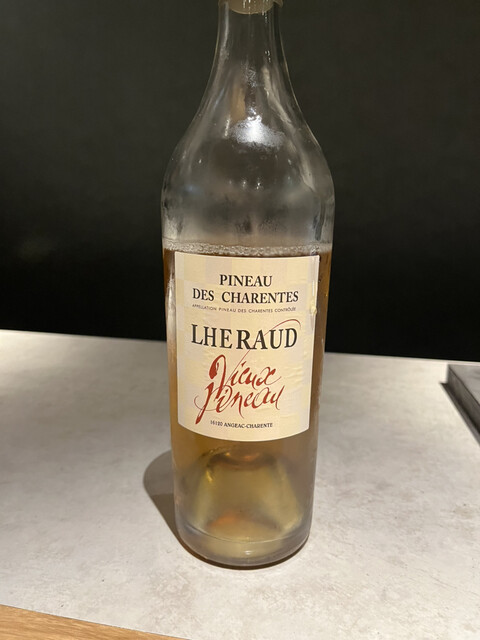 PINEAU
DES CHARENTES
APPELLATION PINEAU DES CHARENTES CONTRÔLÉE
LHERAUD
Vieux
Pineau
16120 ANGEAC-CHARENTE